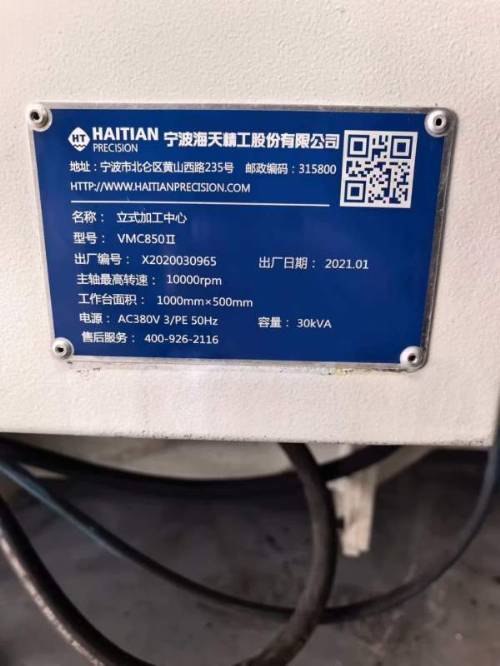 HT HAITIAN PRECISION 宁波海天精工股份有限公司
地址：宁波市北仑区黄山西路235号 邮政编码：315800
HTTP://WWW.HAITIANPRECISION.COM
名称： 立式加工中心
型号： VMC850Ⅱ
出厂编号： X2020030965 出厂日期： 2021.01
主轴最高转速： 10000rpm
工作台面积： 1000mm×500mm
电源： AC380V 3/PE 50Hz 容量： 30kVA
售后服务： 400-926-2116